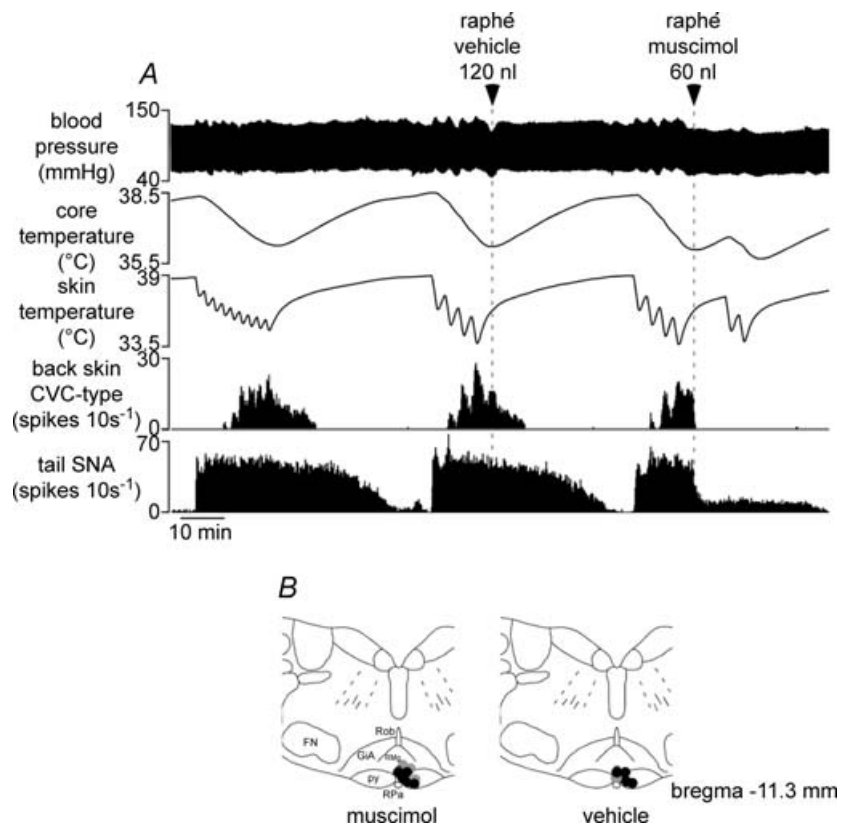 raphé
vehicle
120 nl
raphé
muscimol
60 nl
A
blood
pressure
(mmHg)
150
40
core
temperature
(°C)
38.5
35.5
skin
temperature
(°C)
39
33.5
back skin
CVC-type
(spikes 10s⁻¹)
30
0
tail SNA
(spikes 10s⁻¹)
70
0
10 min
B
FN
Rob
GiA
py
RPa
muscimol
vehicle
bregma -11.3 mm